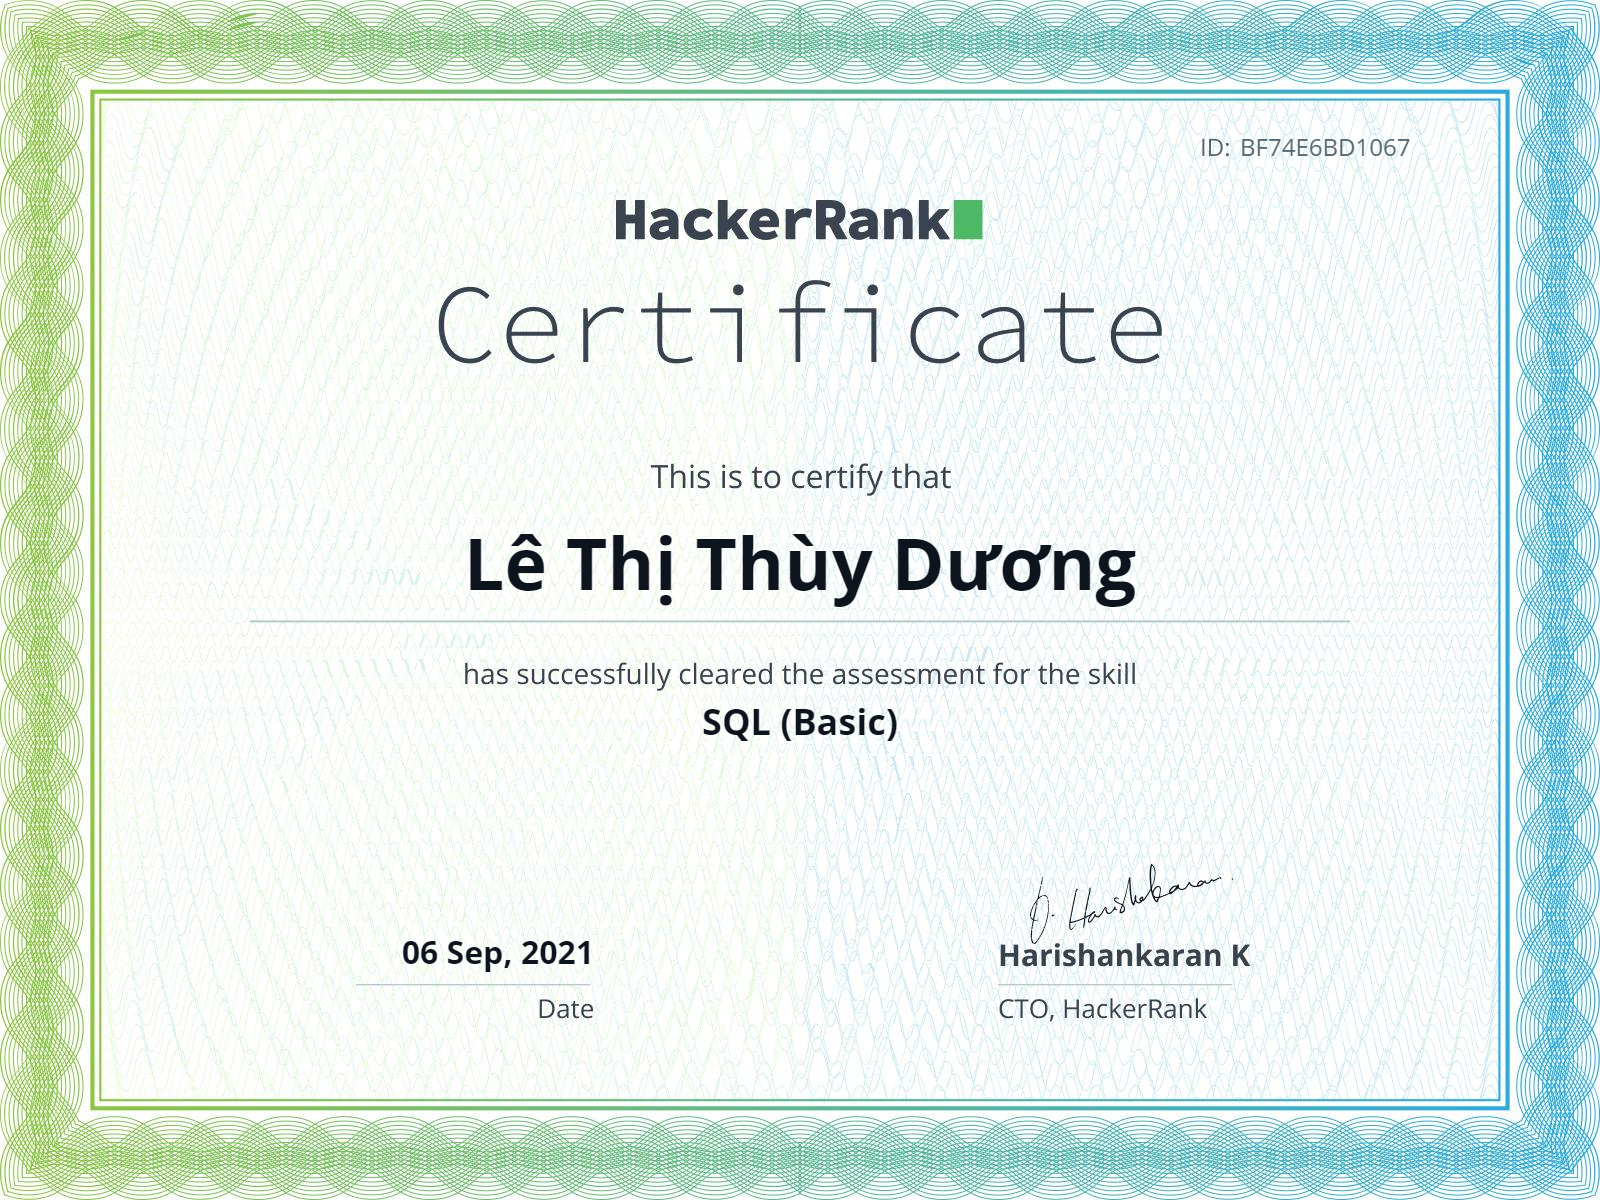 ID: BF74E6BD1067
HackerRank
Certificate
This is to certify that
Lê Thị Thùy Dương
has successfully cleared the assessment for the skill
SQL (Basic)
J. Harishankaran
06 Sep, 2021
Harishankaran K
Date
CTO, HackerRank